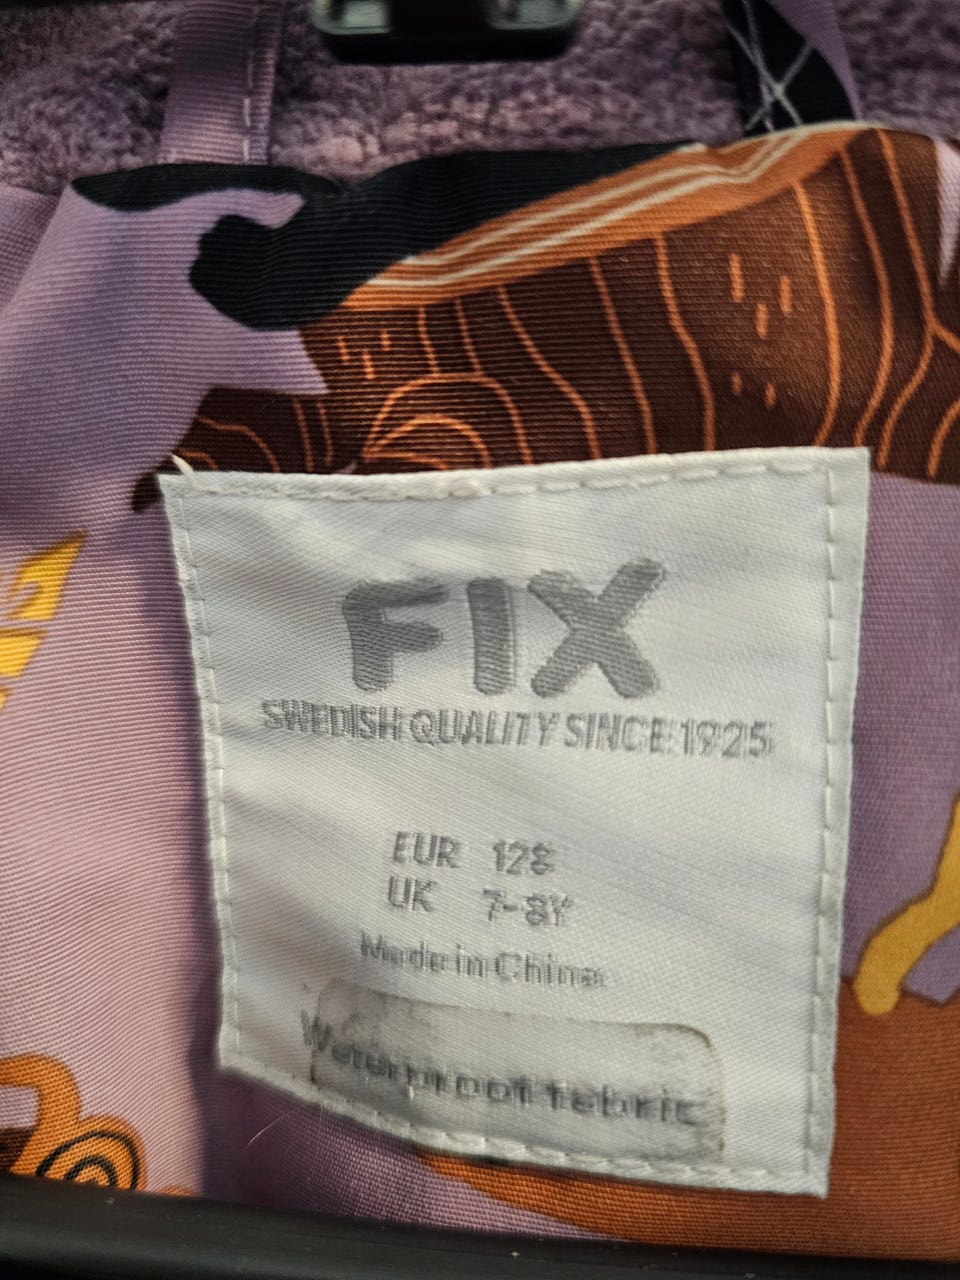 FIX
SWEDISH QUALITY SINCE 1925
EUR 128
UK 7-8Y
Made in China
Waterproof fabric